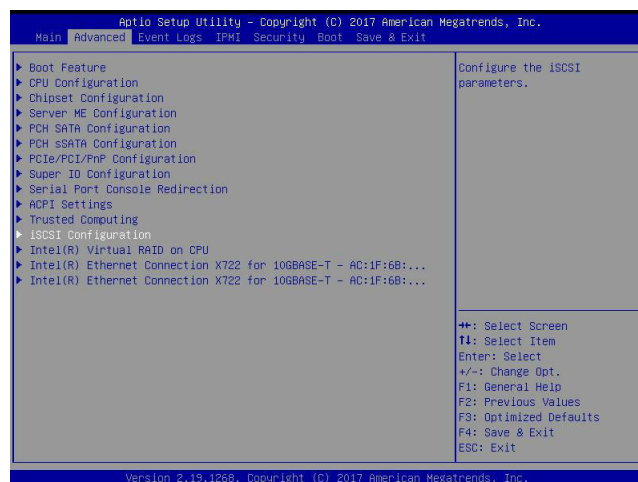 Aptio Setup Utility – Copyright (C) 2017 American Megatrends, Inc.
Main Advanced Event Logs IPMI Security Boot Save & Exit
Boot Feature
CPU Configuration
Chipset Configuration
Server ME Configuration
PCH SATA Configuration
PCH sSATA Configuration
PCIe/PCI/PnP Configuration
Super IO Configuration
Serial Port Console Redirection
ACPI Settings
Trusted Computing
iSCSI Configuration
Intel(R) Virtual RAID on CPU
Intel(R) Ethernet Connection X722 for 10GBASE-T - AC:1F:6B:...
Intel(R) Ethernet Connection X722 for 10GBASE-T - AC:1F:6B:...
Configure the iSCSI
parameters.
→←: Select Screen
↑↓: Select Item
Enter: Select
+/-: Change Opt.
F1: General Help
F2: Previous Values
F3: Optimized Defaults
F4: Save & Exit
ESC: Exit
Version 2.19.1268. Copyright (C) 2017 American Megatrends, Inc.